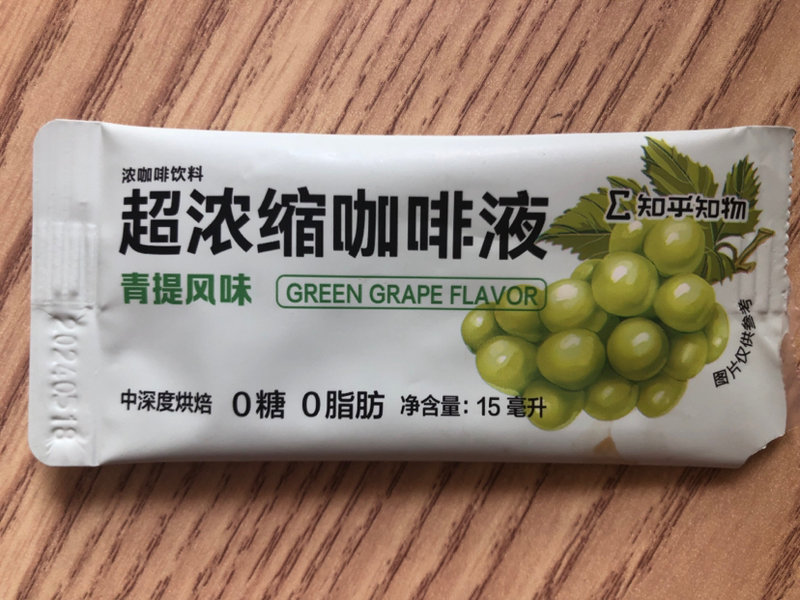 浓咖啡饮料
超浓缩咖啡液
知乎知物
青提风味 GREEN GRAPE FLAVOR
中深度烘焙 0糖 0脂肪 净含量：15 毫升
图片仅供参考
20240518